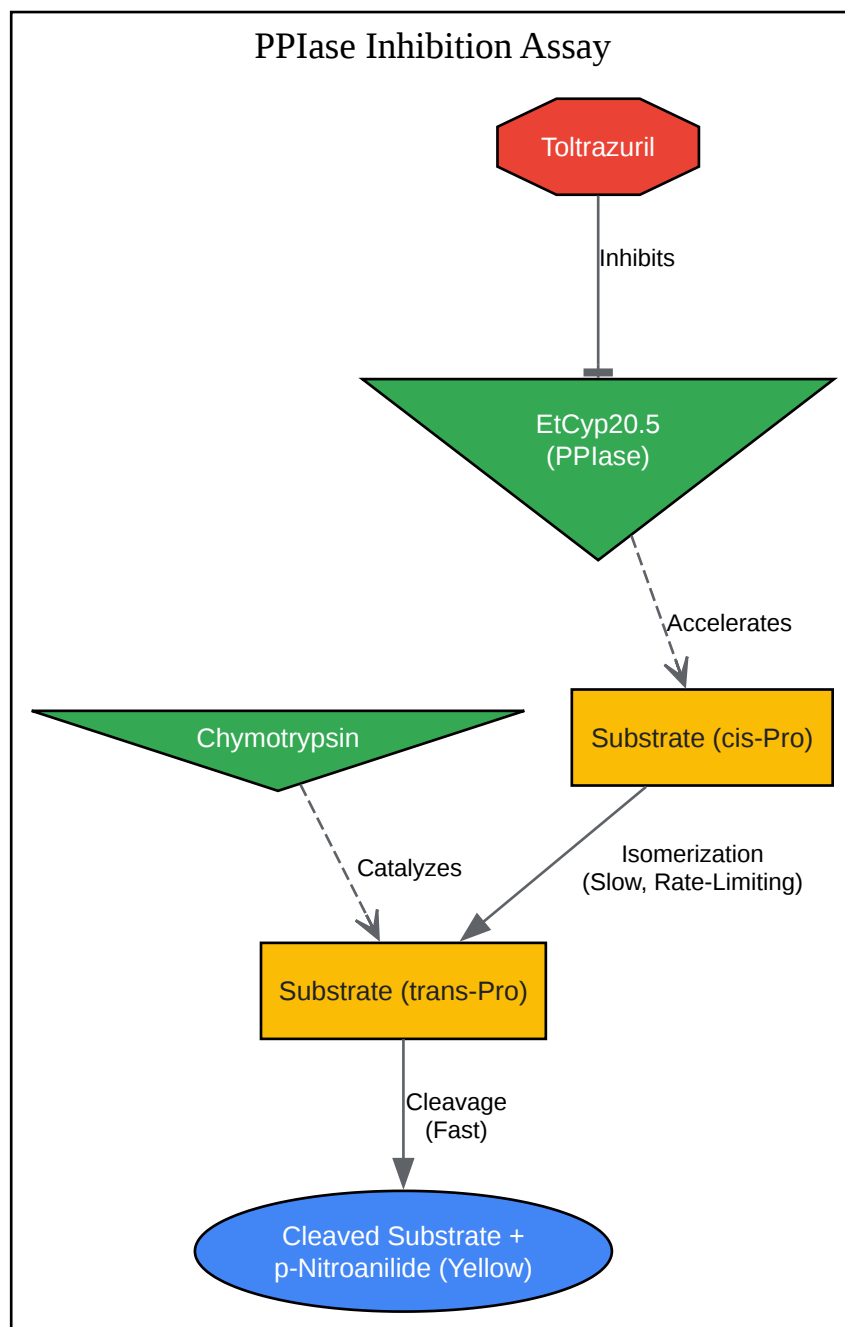 PPIase Inhibition Assay
Toltrazuril
Inhibits
EtCyp20.5
(PPIase)
Accelerates
Chymotrypsin
Substrate (cis-Pro)
Catalyzes
Isomerization
(Slow, Rate-Limiting)
Substrate (trans-Pro)
Cleavage
(Fast)
Cleaved Substrate +
p-Nitroanilide (Yellow)